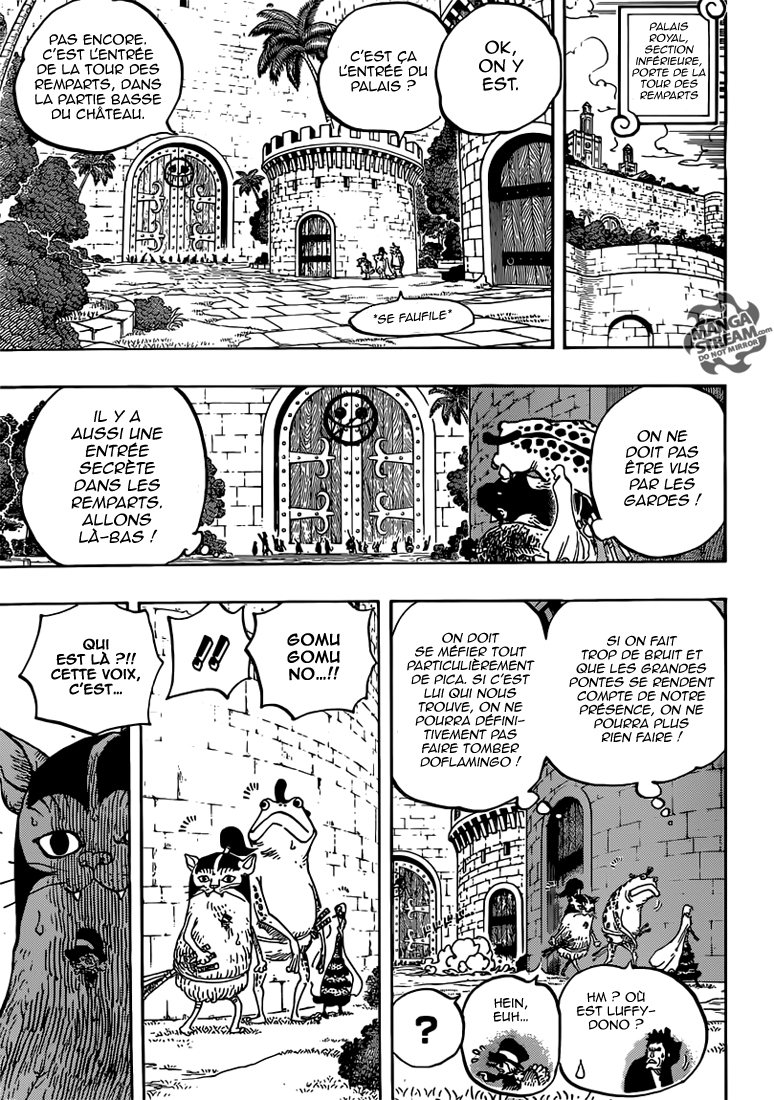 PALAIS
ROYAL,
SECTION
INFÉRIEURE,
PORTE DE LA
TOUR DES
REMPARTS
OK,
ON Y
EST.
C'EST ÇA
L'ENTRÉE DU
PALAIS ?
PAS ENCORE.
C'EST L'ENTRÉE
DE LA TOUR DES
REMPARTS, DANS
LA PARTIE BASSE
DU CHÂTEAU.
*SE FAUFILE*
MANGA
STREAM.com
DO NOT MIRROR
ON NE
DOIT PAS
ÊTRE VUS
PAR LES
GARDES !
IL Y A
AUSSI UNE
ENTRÉE
SECRÈTE
DANS LES
REMPARTS.
ALLONS
LÀ-BAS !
SI ON FAIT
TROP DE BRUIT ET
QUE LES GRANDES
PONTES SE RENDENT
COMPTE DE NOTRE
PRÉSENCE, ON NE
POURRA PLUS
RIEN FAIRE !
ON DOIT
SE MÉFIER TOUT
PARTICULIÈREMENT
DE PICA. SI C'EST
LUI QUI NOUS
TROUVE, ON NE
POURRA DÉFINI-
TIVEMENT PAS
FAIRE TOMBER
DOFLAMINGO !
HM ? OÙ
EST LUFFY-
DONO ?
HEIN,
EUH...
?
GOMU
GOMU
NO...!!
!!
QUI
EST LÀ ?!!
CETTE VOIX,
C'EST...